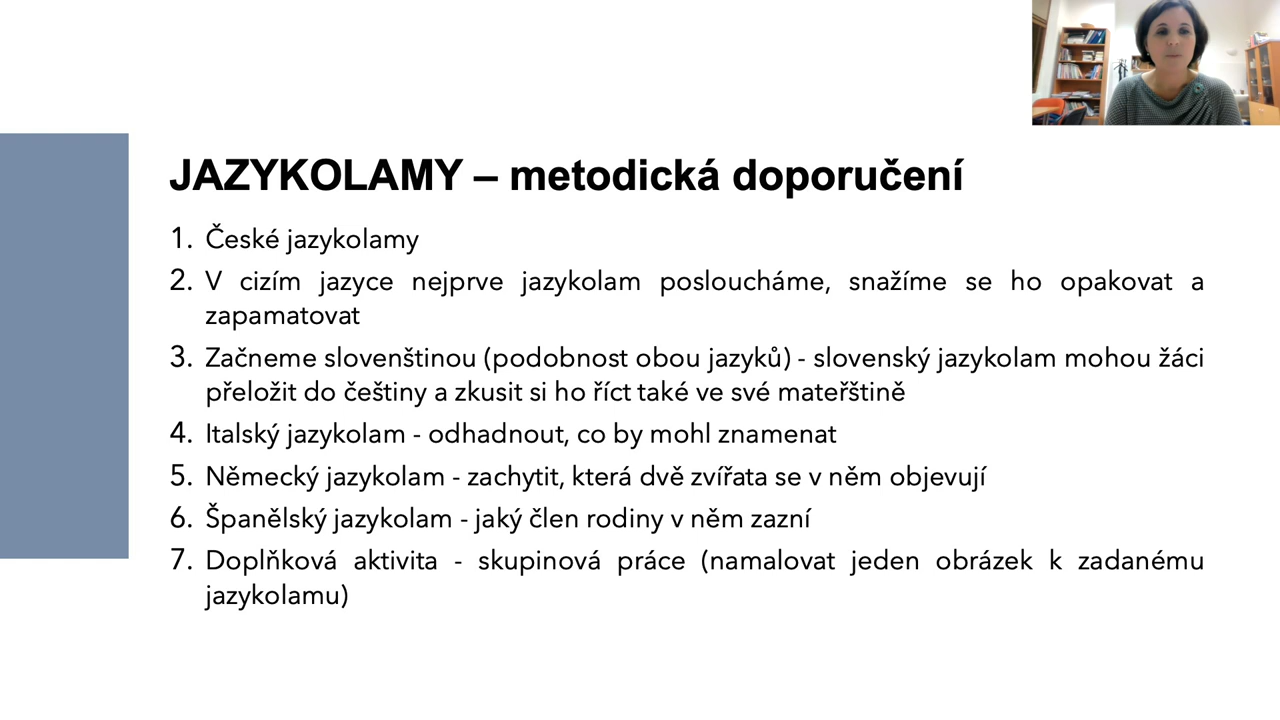 JAZYKOLAMY – metodická doporučení
1. České jazykolamy
2. V cizím jazyce nejprve jazykolam posloucháme, snažíme se ho opakovat a
zapamatovat
3. Začneme slovenštinou (podobnost obou jazyků) - slovenský jazykolam mohou žáci
přeložit do češtiny a zkusit si ho říct také ve své mateřštině
4. Italský jazykolam - odhadnout, co by mohl znamenat
5. Německý jazykolam - zachytit, která dvě zvířata se v něm objevují
6. Španělský jazykolam - jaký člen rodiny v něm zazní
7. Doplňková aktivita - skupinová práce (namalovat jeden obrázek k zadanému
jazykolamu)